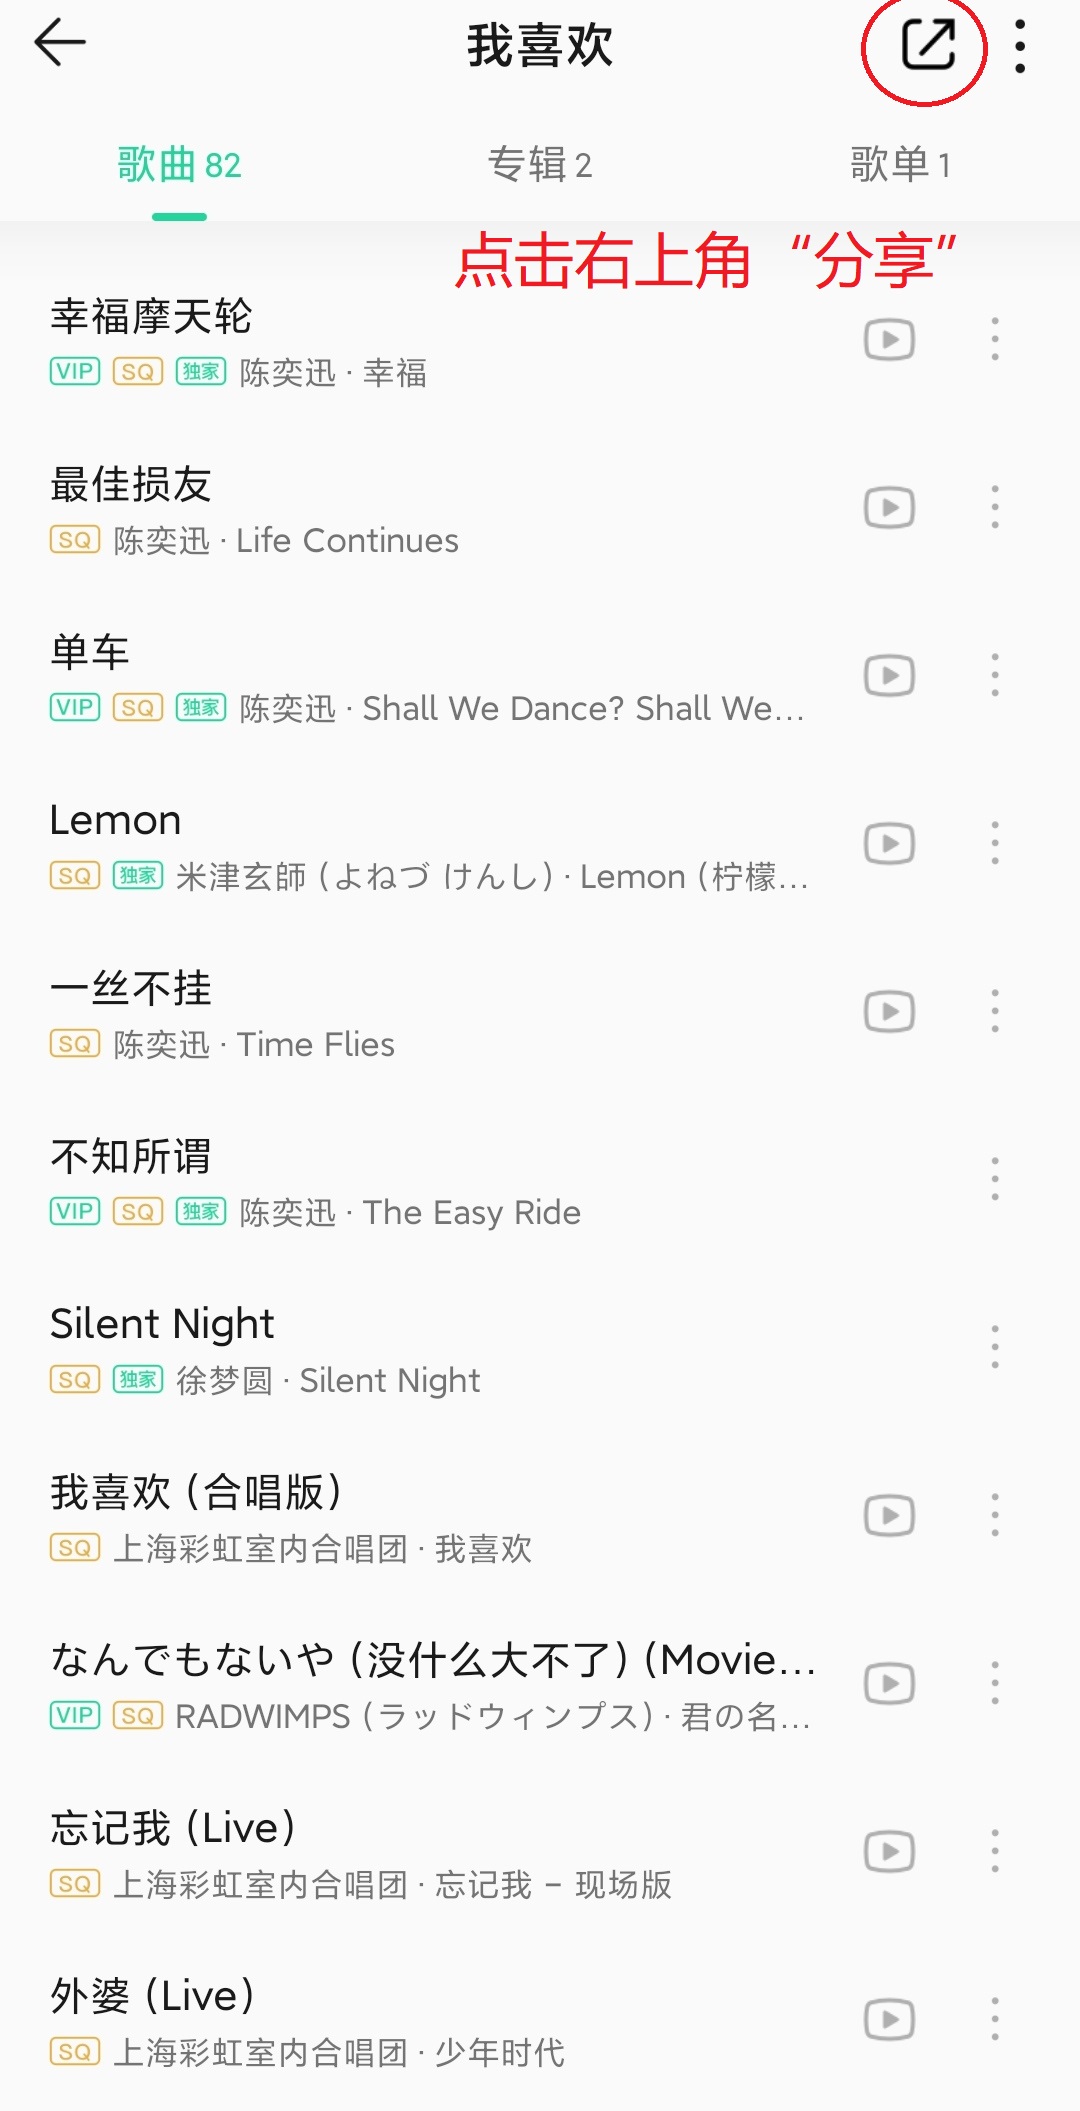 我喜欢
歌曲 82 专辑 2 歌单 1
点击右上角“分享”
幸福摩天轮
VIP SQ 独家 陈奕迅 · 幸福
最佳损友
SQ 陈奕迅 · Life Continues
单车
VIP SQ 独家 陈奕迅 · Shall We Dance? Shall We...
Lemon
SQ 独家 米津玄師 (よねづ けんし) · Lemon (柠檬...
一丝不挂
SQ 陈奕迅 · Time Flies
不知所谓
VIP SQ 独家 陈奕迅 · The Easy Ride
Silent Night
SQ 独家 徐梦圆 · Silent Night
我喜欢 (合唱版)
SQ 上海彩虹室内合唱团 · 我喜欢
なんでもないや (没什么大不了) (Movie...
VIP SQ RADWIMPS (ラッドウィンプス) · 君の名...
忘记我 (Live)
SQ 上海彩虹室内合唱团 · 忘记我 - 现场版
外婆 (Live)
SQ 上海彩虹室内合唱团 · 少年时代